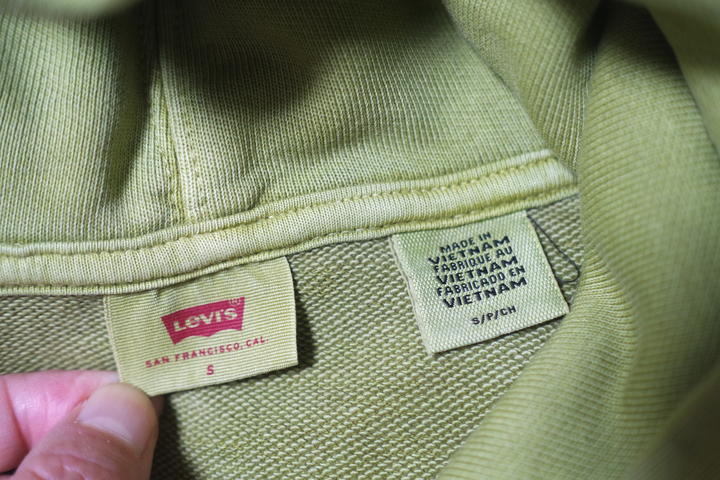 Levi's®
SAN FRANCISCO, CAL.
S
MADE IN
VIETNAM
FABRIQUE AU
VIETNAM
FABRICADO EN
VIETNAM
S/P/CH